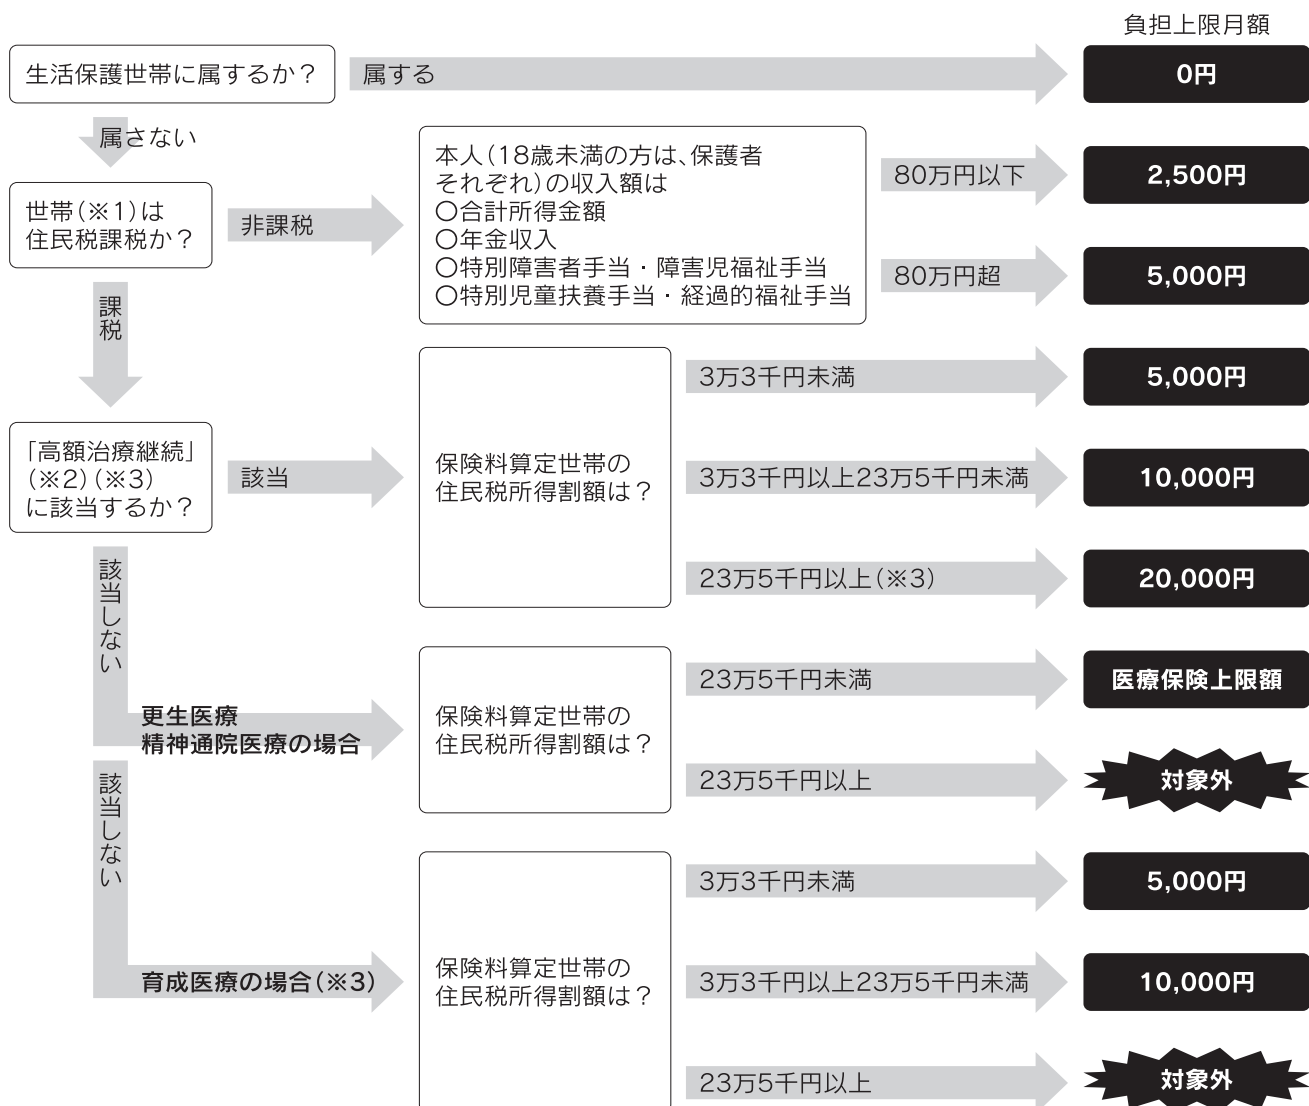 負担上限月額
生活保護世帯に属するか？
属する
0円
属さない
世帯（※1）は
住民税課税か？
非課税
本人（18歳未満の方は、保護者
それぞれ）の収入額は
〇合計所得金額
〇年金収入
〇特別障害者手当・障害児福祉手当
〇特別児童扶養手当・経過的福祉手当
80万円以下
2,500円
80万円超
5,000円
課税
「高額治療継続」
（※2）（※3）
に該当するか？
該当
保険料算定世帯の
住民税所得割額は？
3万3千円未満
5,000円
3万3千円以上23万5千円未満
10,000円
23万5千円以上（※3）
20,000円
該当しない
更生医療
精神通院医療の場合
保険料算定世帯の
住民税所得割額は？
23万5千円未満
医療保険上限額
23万5千円以上
対象外
該当しない
育成医療の場合（※3）
保険料算定世帯の
住民税所得割額は？
3万3千円未満
5,000円
3万3千円以上23万5千円未満
10,000円
23万5千円以上
対象外